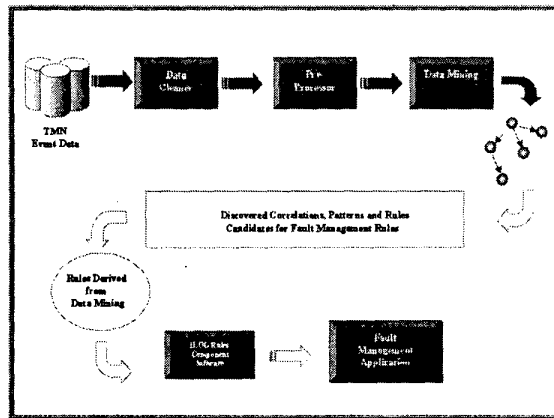 Data
Cleaner
Pre
Processor
Data Mining
TMN
Event Data
Discovered Correlations, Patterns and Rules
Candidates for Fault Management Rules
Rules Derived
from
Data Mining
ILOG Rules
Component
Software
Fault
Management
Application